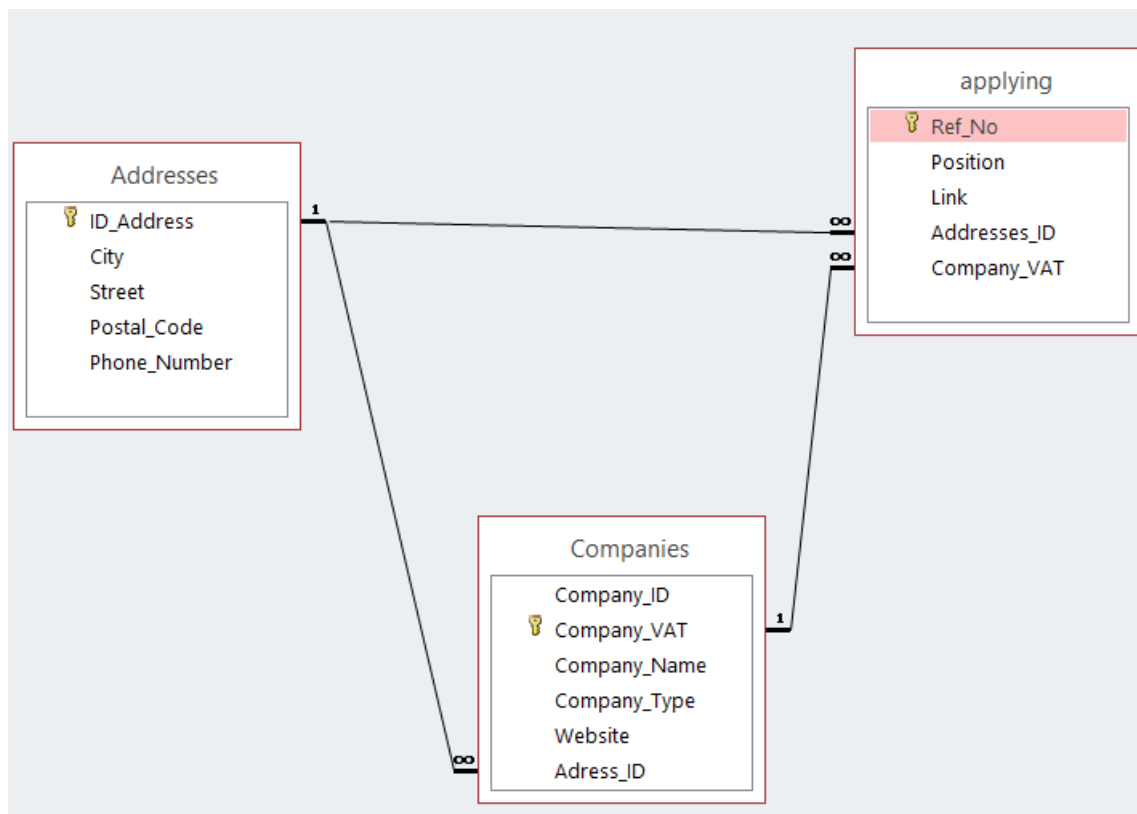 applying
Ref_No
Position
Link
Addresses_ID
Company_VAT
Addresses
ID_Address
City
Street
Postal_Code
Phone_Number
1
∞
∞
Companies
Company_ID
Company_VAT
Company_Name
Company_Type
Website
Adress_ID
1
∞